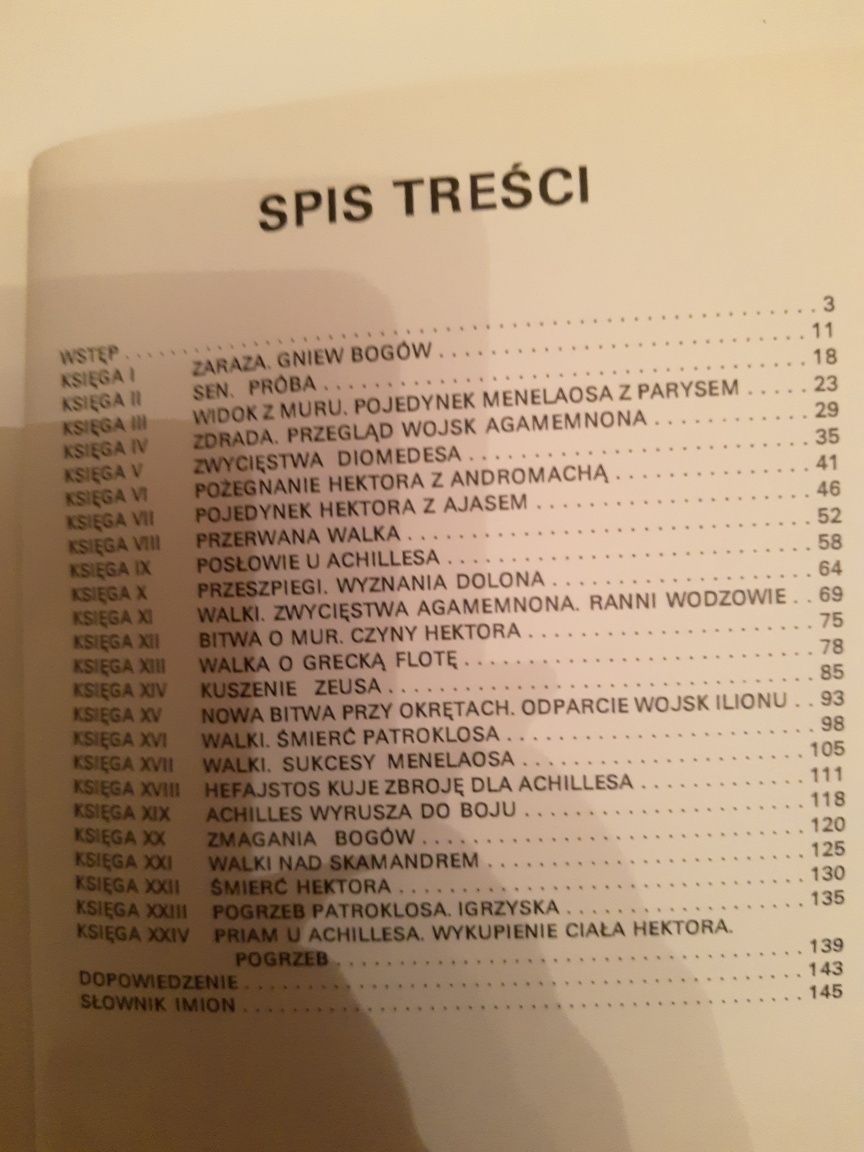 SPIS TREŚCI
WSTĘP . . . . . . . . . . . . . . . . . . . . 3
KSIĘGA I ZARAZA. GNIEW BOGÓW . . . . . . . . . . 11
KSIĘGA II SEN. PRÓBA . . . . . . . . . . 18
KSIĘGA III WIDOK Z MURU. POJEDYNEK MENELAOSA Z PARYSEM . . . . . 23
KSIĘGA IV ZDRADA. PRZEGLĄD WOJSK AGAMEMNONA . . . . . . . . . . 29
KSIĘGA V ZWYCIĘSTWA DIOMEDESA . . . . . . . . . . 35
KSIĘGA VI POŻEGNANIE HEKTORA Z ANDROMACHĄ . . . . . . . . . . 41
KSIĘGA VII POJEDYNEK HEKTORA Z AJASEM . . . . . . . . . . 46
KSIĘGA VIII PRZERWANA WALKA . . . . . . . . . . 52
KSIĘGA IX POSŁOWIE U ACHILLESA . . . . . . . . . . 58
KSIĘGA X PRZESZPIEGI. WYZNANIA DOLONA . . . . . . . . . . 64
KSIĘGA XI WALKI. ZWYCIĘSTWA AGAMEMNONA. RANNI WODZOWIE . . 69
KSIĘGA XII BITWA O MUR. CZYNY HEKTORA . . . . . . . . . . 75
KSIĘGA XIII WALKA O GRECKĄ FLOTĘ . . . . . . . . . . 78
KSIĘGA XIV KUSZENIE ZEUSA . . . . . . . . . . 85
KSIĘGA XV NOWA BITWA PRZY OKRĘTACH. ODPARCIE WOJSK ILIONU . . 93
KSIĘGA XVI WALKI. ŚMIERĆ PATROKLOSA . . . . . . . . . . 98
KSIĘGA XVII WALKI. SUKCESY MENELAOSA . . . . . . . . . . 105
KSIĘGA XVIII HEFAJSTOS KUJE ZBROJĘ DLA ACHILLESA . . . . . . . . . . 111
KSIĘGA XIX ACHILLES WYRUSZA DO BOJU . . . . . . . . . . 118
KSIĘGA XX ZMAGANIA BOGÓW . . . . . . . . . . 120
KSIĘGA XXI WALKI NAD SKAMANDREM . . . . . . . . . . 125
KSIĘGA XXII ŚMIERĆ HEKTORA . . . . . . . . . . 130
KSIĘGA XXIII POGRZEB PATROKLOSA. IGRZYSKA . . . . . . . . . . 135
KSIĘGA XXIV PRIAM U ACHILLESA. WYKUPIENIE CIAŁA HEKTORA.
POGRZEB . . . . . . . . . . 139
DOPOWIEDZENIE . . . . . . . . . . 143
SŁOWNIK IMION . . . . . . . . . . 145